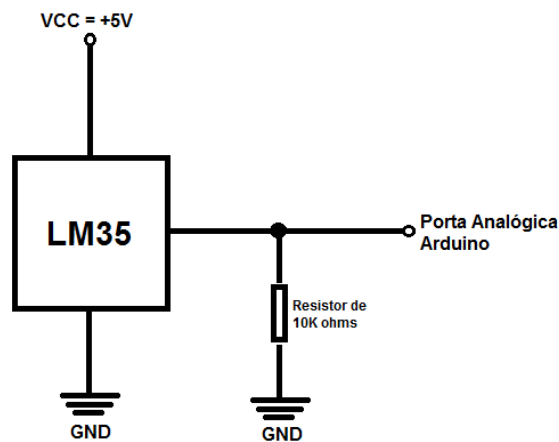 VCC = +5V
LM35
Porta Analógica
Arduino
Resistor de
10K ohms
GND
GND